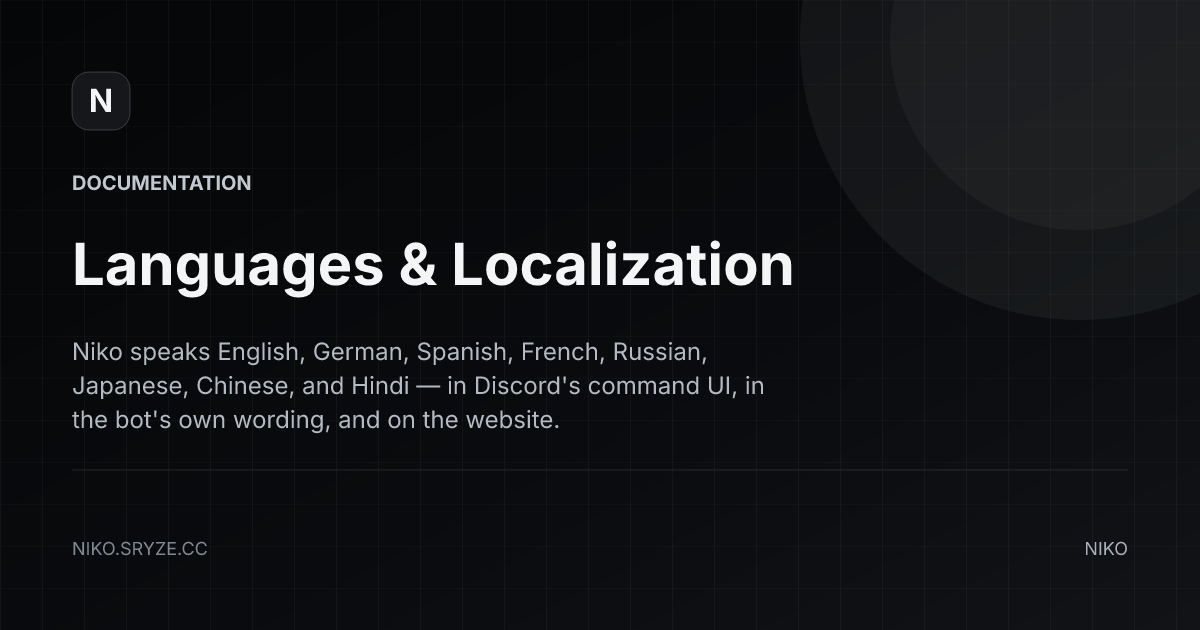 N
DOCUMENTATION
Languages & Localization
Niko speaks English, German, Spanish, French, Russian,
Japanese, Chinese, and Hindi — in Discord's command UI, in
the bot's own wording, and on the website.
NIKO.SRYZE.CC
NIKO